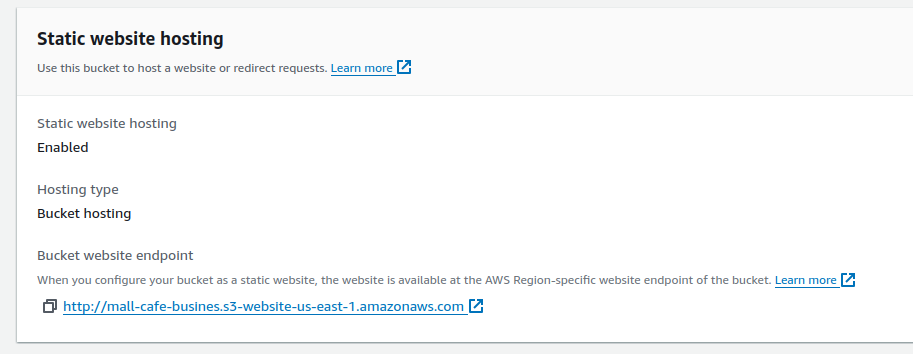 Static website hosting
Use this bucket to host a website or redirect requests. Learn more
Static website hosting
Enabled
Hosting type
Bucket hosting
Bucket website endpoint
When you configure your bucket as a static website, the website is available at the AWS Region-specific website endpoint of the bucket. Learn more
http://mall-cafe-busines.s3-website-us-east-1.amazonaws.com